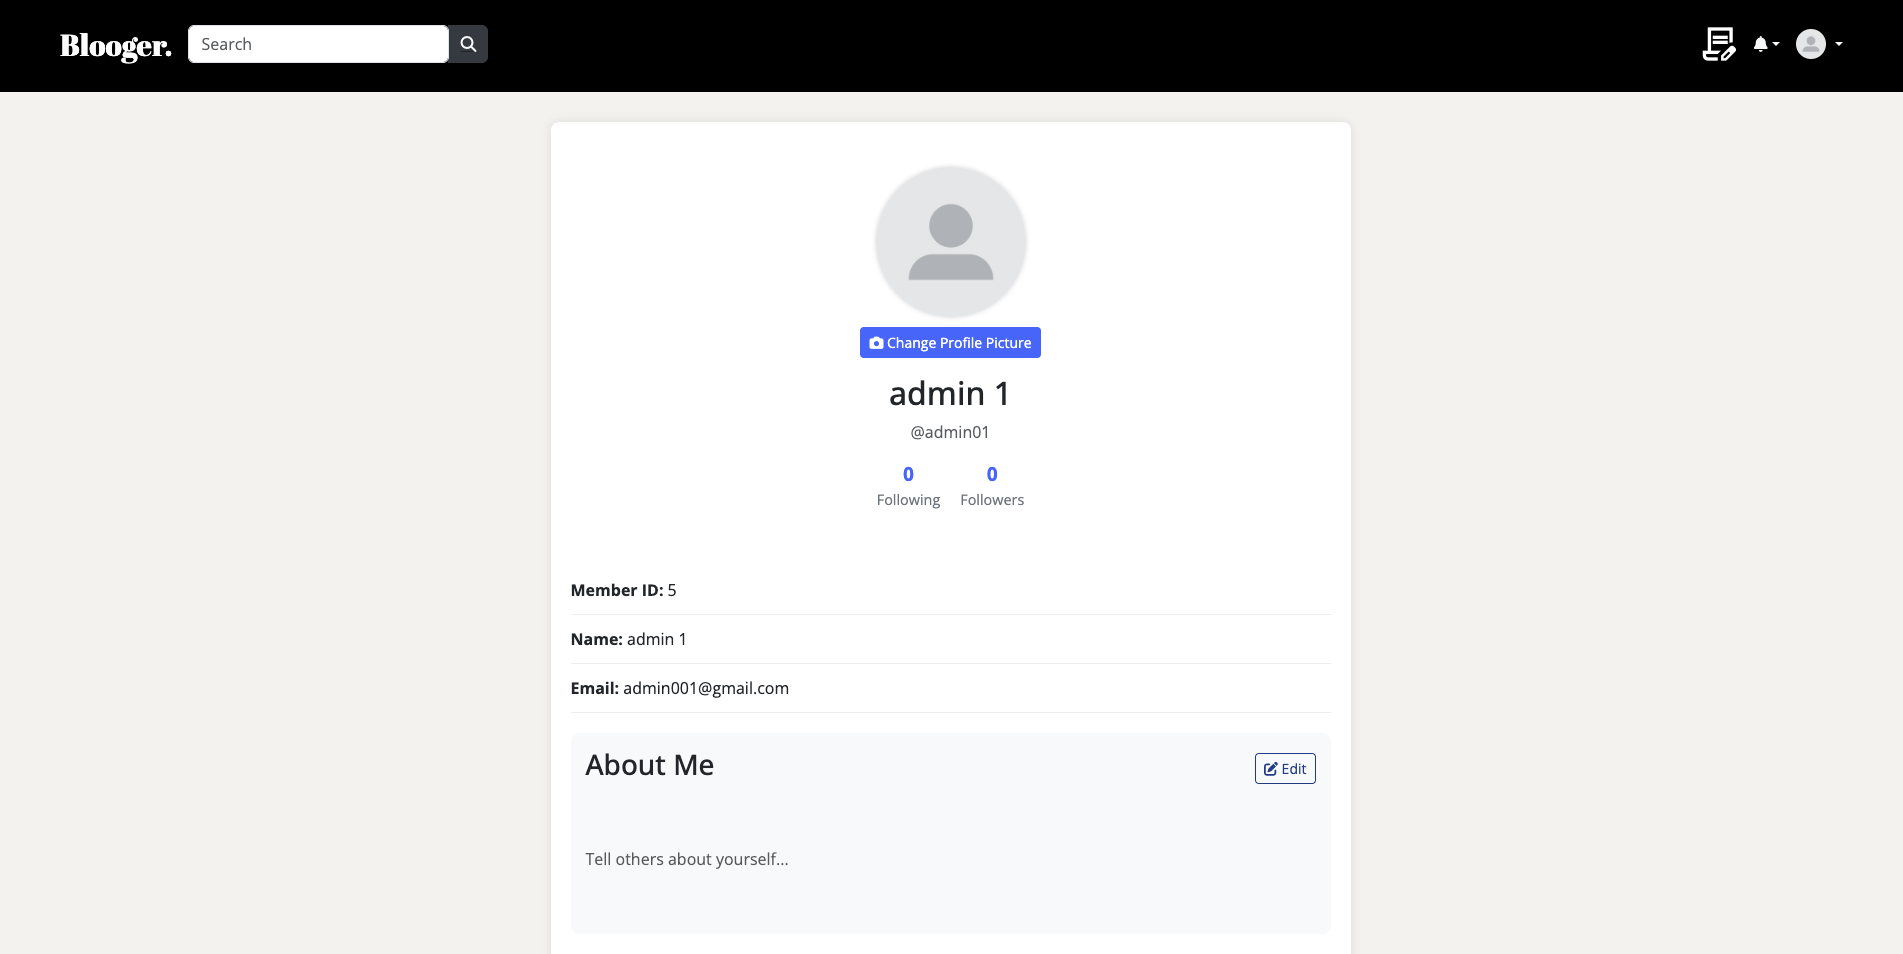 Blooger.
Search
Change Profile Picture
admin 1
@admin01
0 0
Following Followers
Member ID: 5
Name: admin 1
Email: admin001@gmail.com
About Me
Edit
Tell others about yourself...